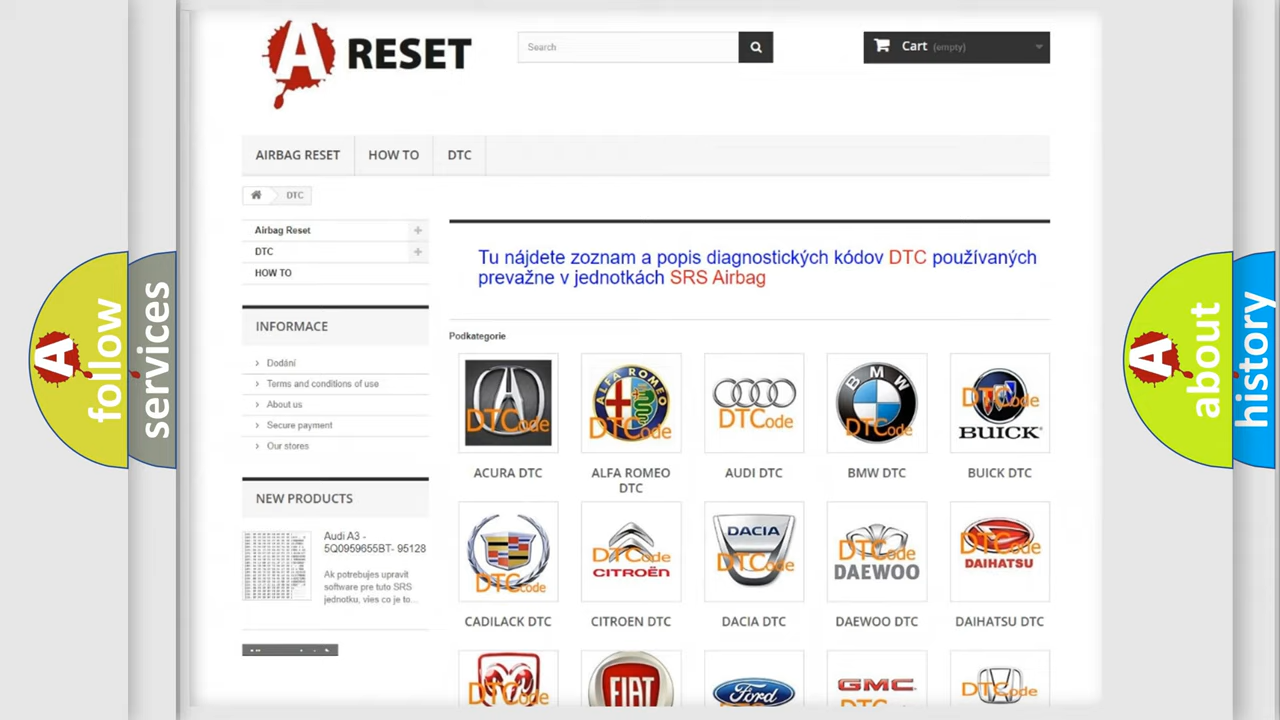 A RESET
Search
Cart (empty)
AIRBAG RESET
HOW TO
DTC
DTC
Airbag Reset
DTC
HOW TO
INFORMACE
Dodání
Terms and conditions of use
About us
Secure payment
Our stores
NEW PRODUCTS
Audi A3 -
5Q0959655BT- 95128
Ak potrebujes upravit
software pre tuto SRS
jednotku, vies co je to...
Tu nájdete zoznam a popis diagnostických kódov DTC používaných
prevažne v jednotkách SRS Airbag
Podkategorie
DTCode
ALFA ROMEO
DTCode
DTCode
BMW
DTCode
DTCode
BUICK
ACURA DTC
ALFA ROMEO
DTC
AUDI DTC
BMW DTC
BUICK DTC
DTCode
DTCode
CITROËN
DACIA
DTCode
DTCode
DAEWOO
DTCode
DAIHATSU
CADILACK DTC
CITROEN DTC
DACIA DTC
DAEWOO DTC
DAIHATSU DTC
DTCode
FIAT
Ford
GMC
DTCode
A follow
services
A about
history